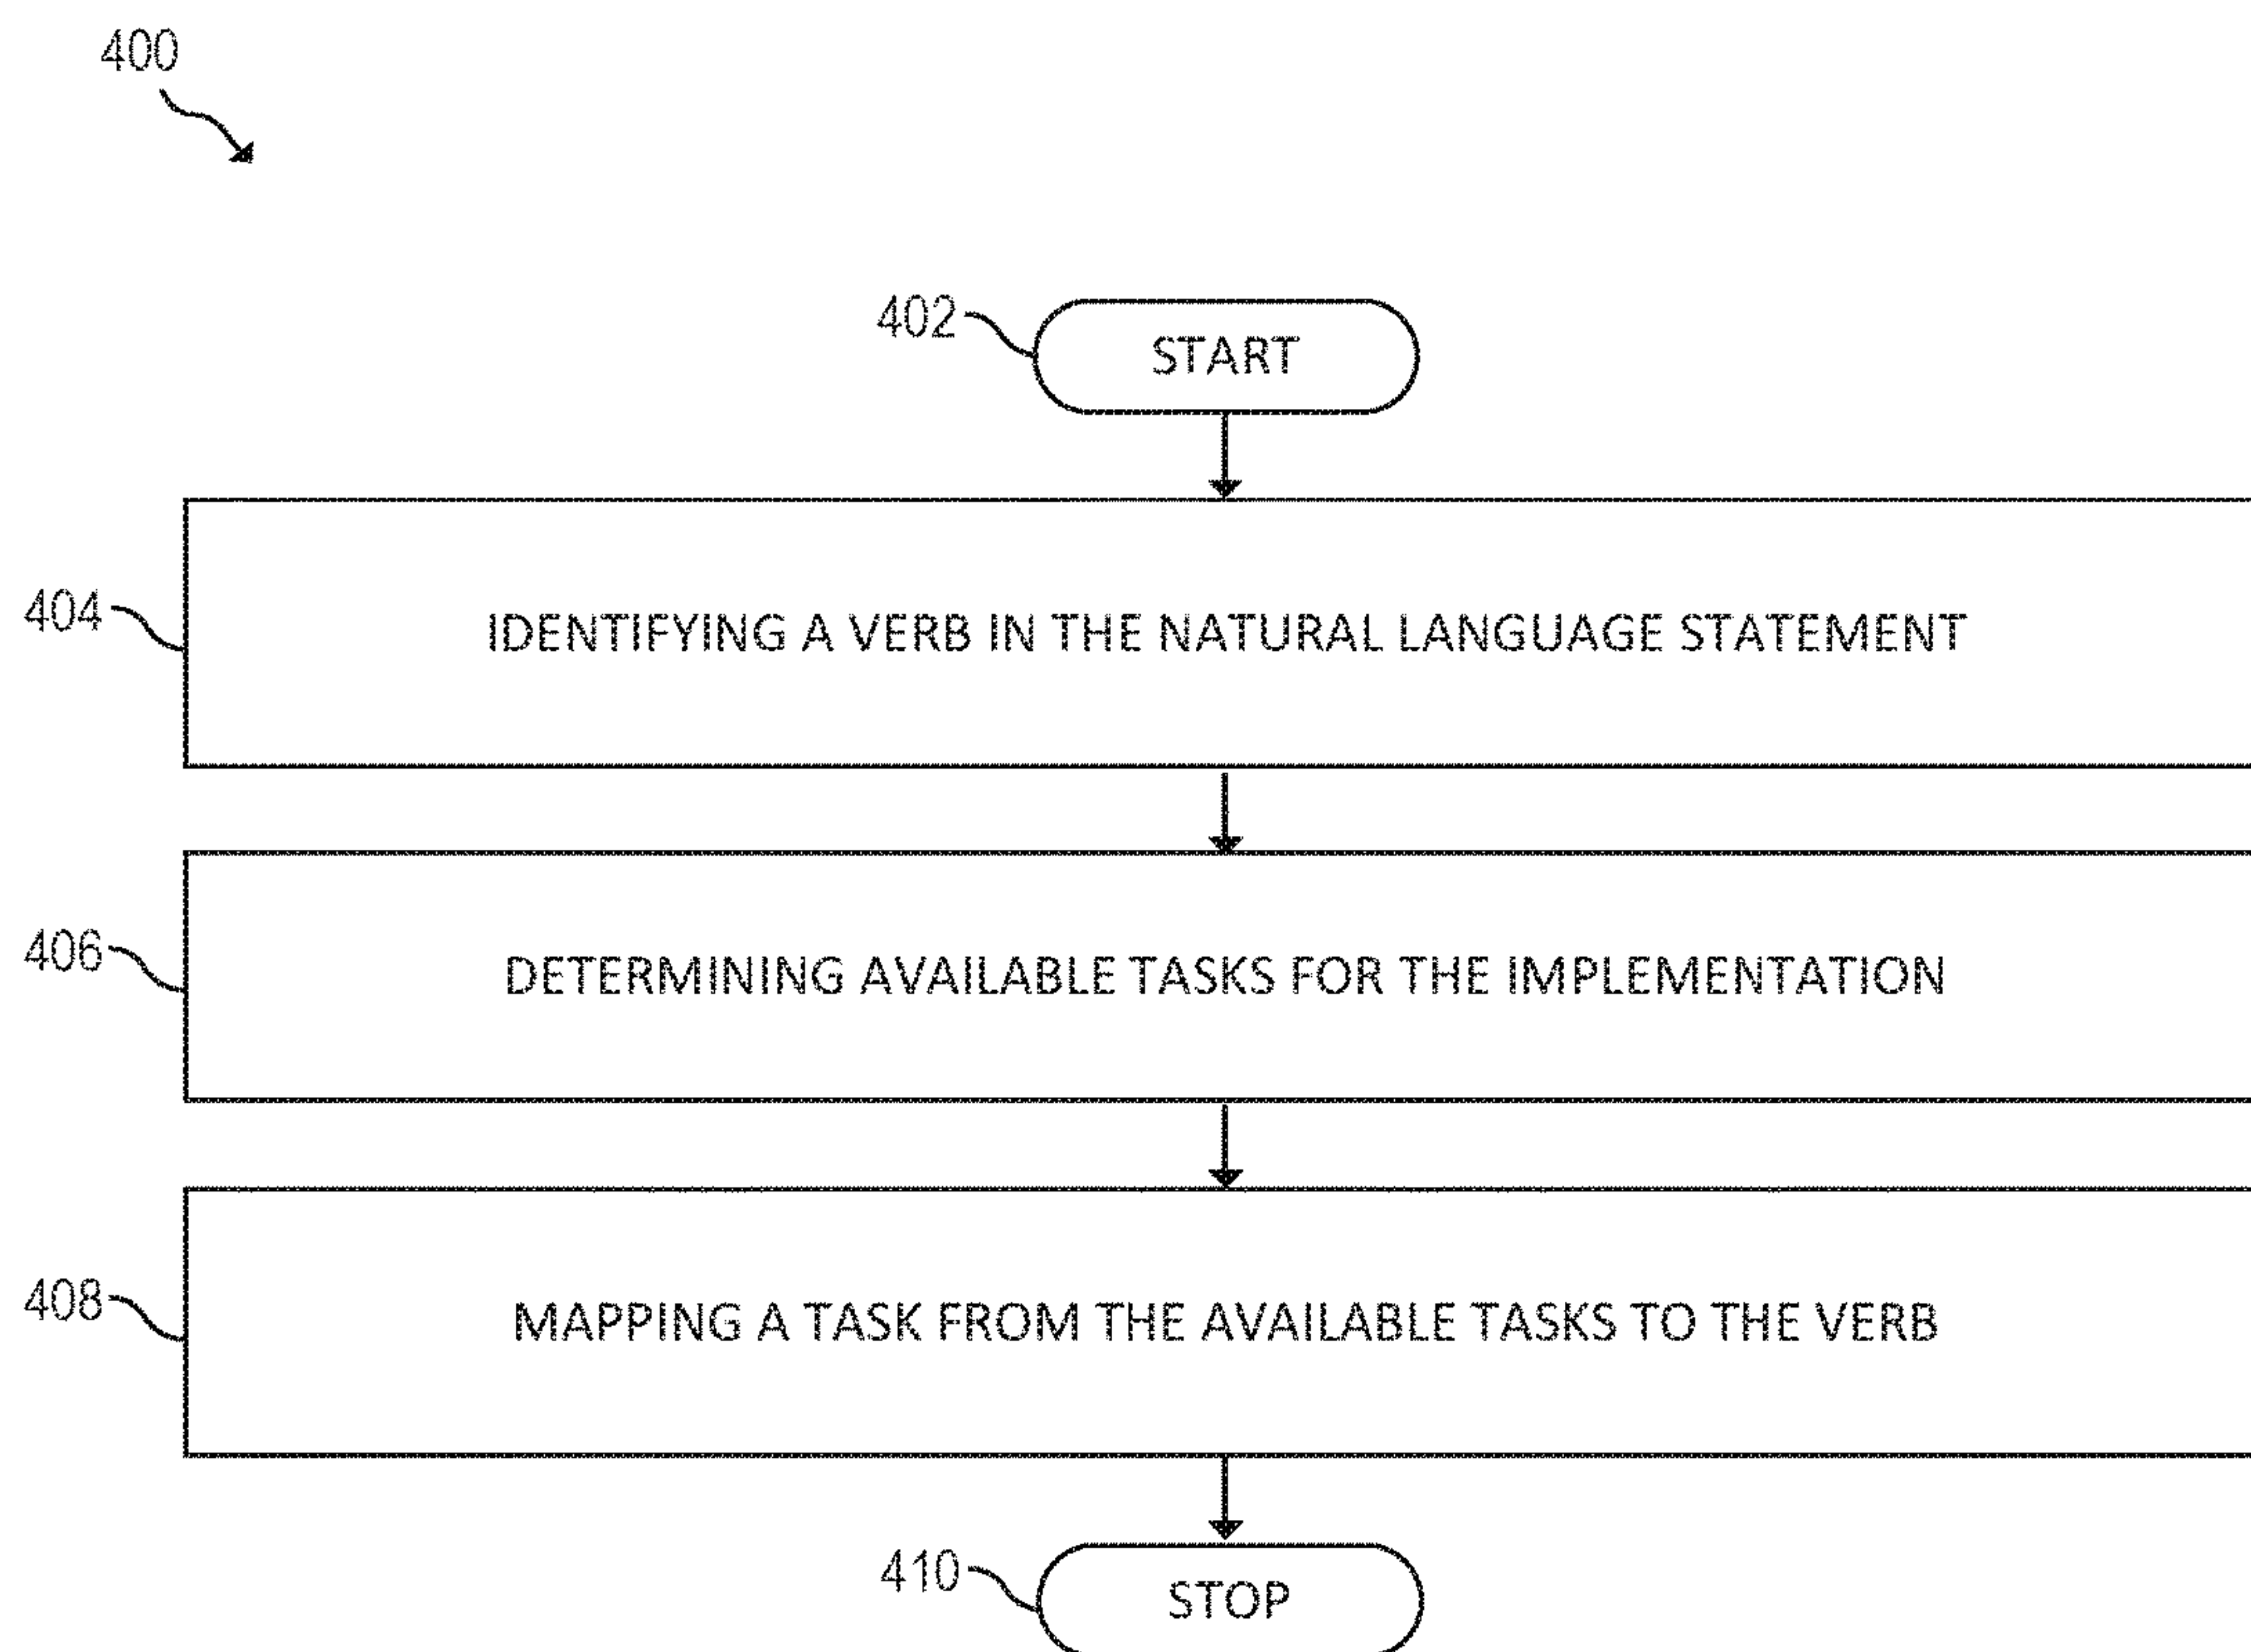 400
402
START
404
IDENTIFYING A VERB IN THE NATURAL LANGUAGE STATEMENT
406
DETERMINING AVAILABLE TASKS FOR THE IMPLEMENTATION
408
MAPPING A TASK FROM THE AVAILABLE TASKS TO THE VERB
410
STOP